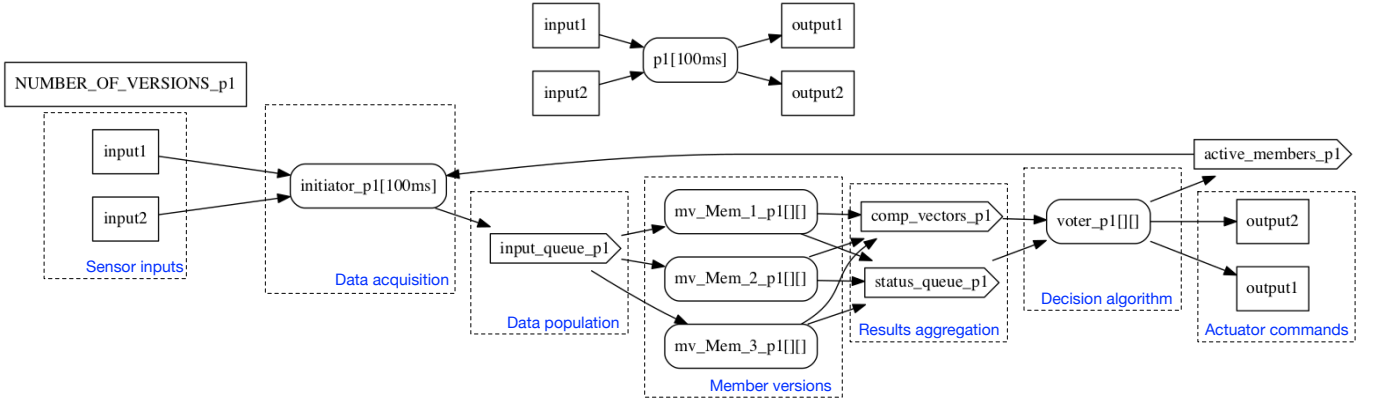 input1
output1
p1[100ms]
input2
output2
NUMBER_OF_VERSIONS_p1
input1
input2
Sensor inputs
initiator_p1[100ms]
Data acquisition
input_queue_p1
Data population
mv_Mem_1_p1[][]
mv_Mem_2_p1[][]
mv_Mem_3_p1[][]
Member versions
comp_vectors_p1
status_queue_p1
Results aggregation
voter_p1[][]
Decision algorithm
active_members_p1
output2
output1
Actuator commands